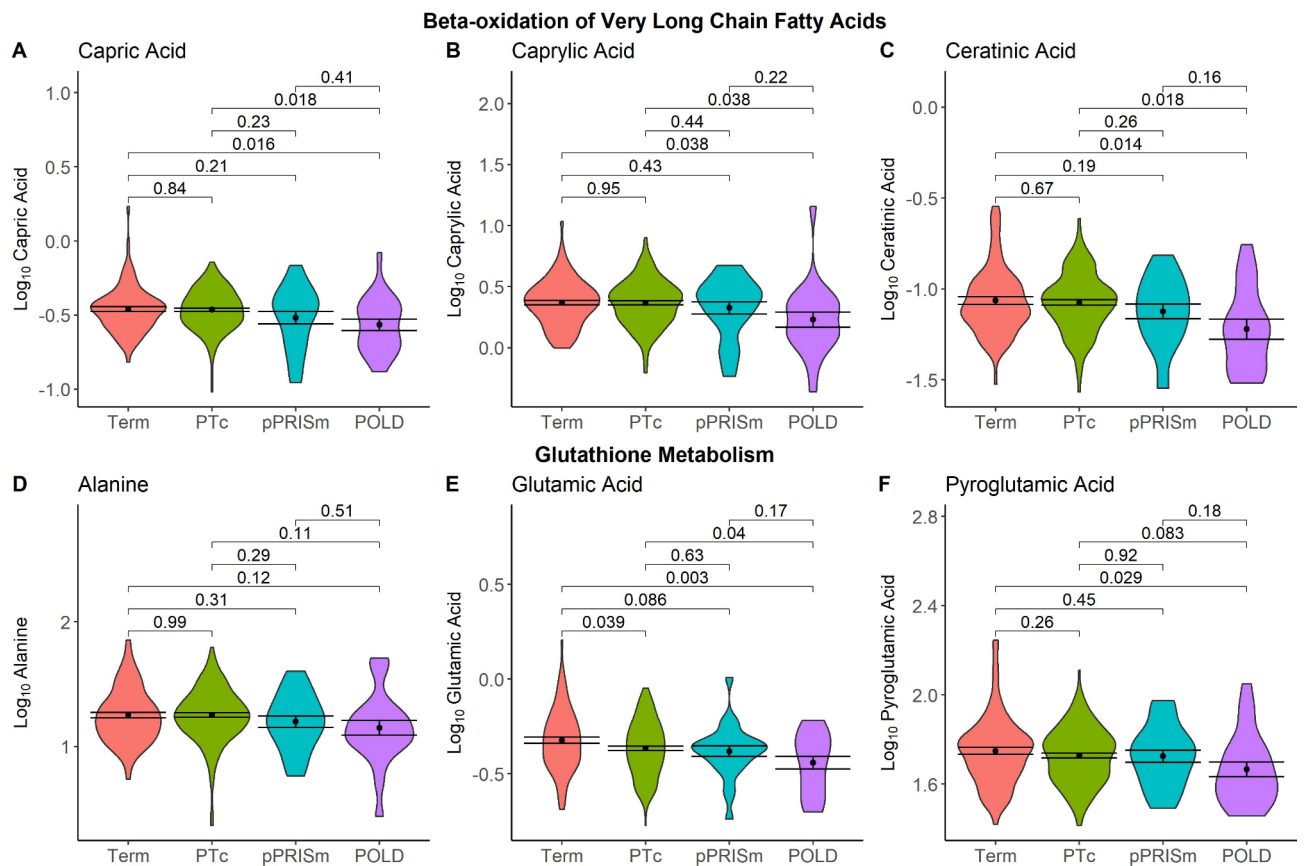 Beta-oxidation of Very Long Chain Fatty Acids
A Capric Acid
Log10 Capric Acid
1.0
0.5
0.0
-0.5
-1.0
0.41
0.018
0.23
0.016
0.21
0.84
Term PTc pPRISm POLD
B Caprylic Acid
Log10 Caprylic Acid
2.0
1.5
1.0
0.5
0.0
0.22
0.038
0.44
0.038
0.43
0.95
Term PTc pPRISm POLD
C Ceratinic Acid
Log10 Ceratinic Acid
0.0
-0.5
-1.0
-1.5
0.16
0.018
0.26
0.014
0.19
0.67
Term PTc pPRISm POLD
Glutathione Metabolism
D Alanine
Log10 Alanine
2
1
0.51
0.11
0.29
0.12
0.31
0.99
Term PTc pPRISm POLD
E Glutamic Acid
Log10 Glutamic Acid
0.5
0.0
-0.5
0.17
0.04
0.63
0.003
0.086
0.039
Term PTc pPRISm POLD
F Pyroglutamic Acid
Log10 Pyroglutamic Acid
2.8
2.4
2.0
1.6
0.18
0.083
0.92
0.029
0.45
0.26
Term PTc pPRISm POLD